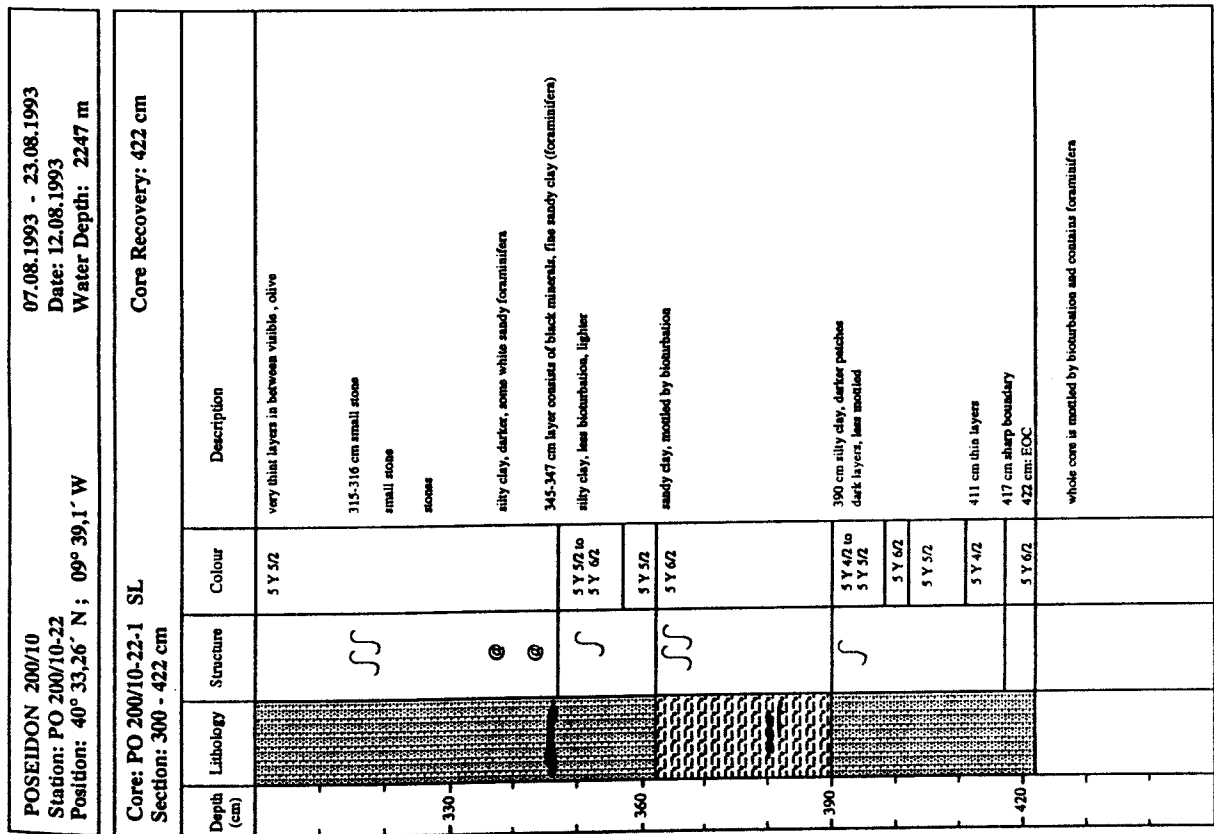 POSEIDON 200/10
07.08.1993 - 23.08.1993
Station: PO 200/10-22
Date: 12.08.1993
Position: 40° 33,26´ N ; 09° 39,1´ W
Water Depth: 2247 m
Core: PO 200/10-22-1 SL
Core Recovery: 422 cm
Section: 300 - 422 cm
Depth (cm)
Lithology
Structure
Colour
Description
5 Y 5/2
very thint layers in between visible , olive
315-316 cm small stone
small stone
stones
330
@
silty clay, darker, some white sandy foraminifera
@
345-347 cm layer consists of black minerals, fine sandy clay (foraminifera)
5 Y 5/2 to
5 Y 6/2
silty clay, less bioturbation, lighter
360
5 Y 5/2
5 Y 6/2
sandy clay, mottled by bioturbation
390
5 Y 4/2 to
5 Y 5/2
390 cm silty clay, darker patches
dark layers, less mottled
5 Y 6/2
5 Y 5/2
5 Y 4/2
411 cm thin layers
417 cm sharp boundary
420
5 Y 6/2
422 cm: EOC
whole core is mottled by bioturbation and contains foraminifera